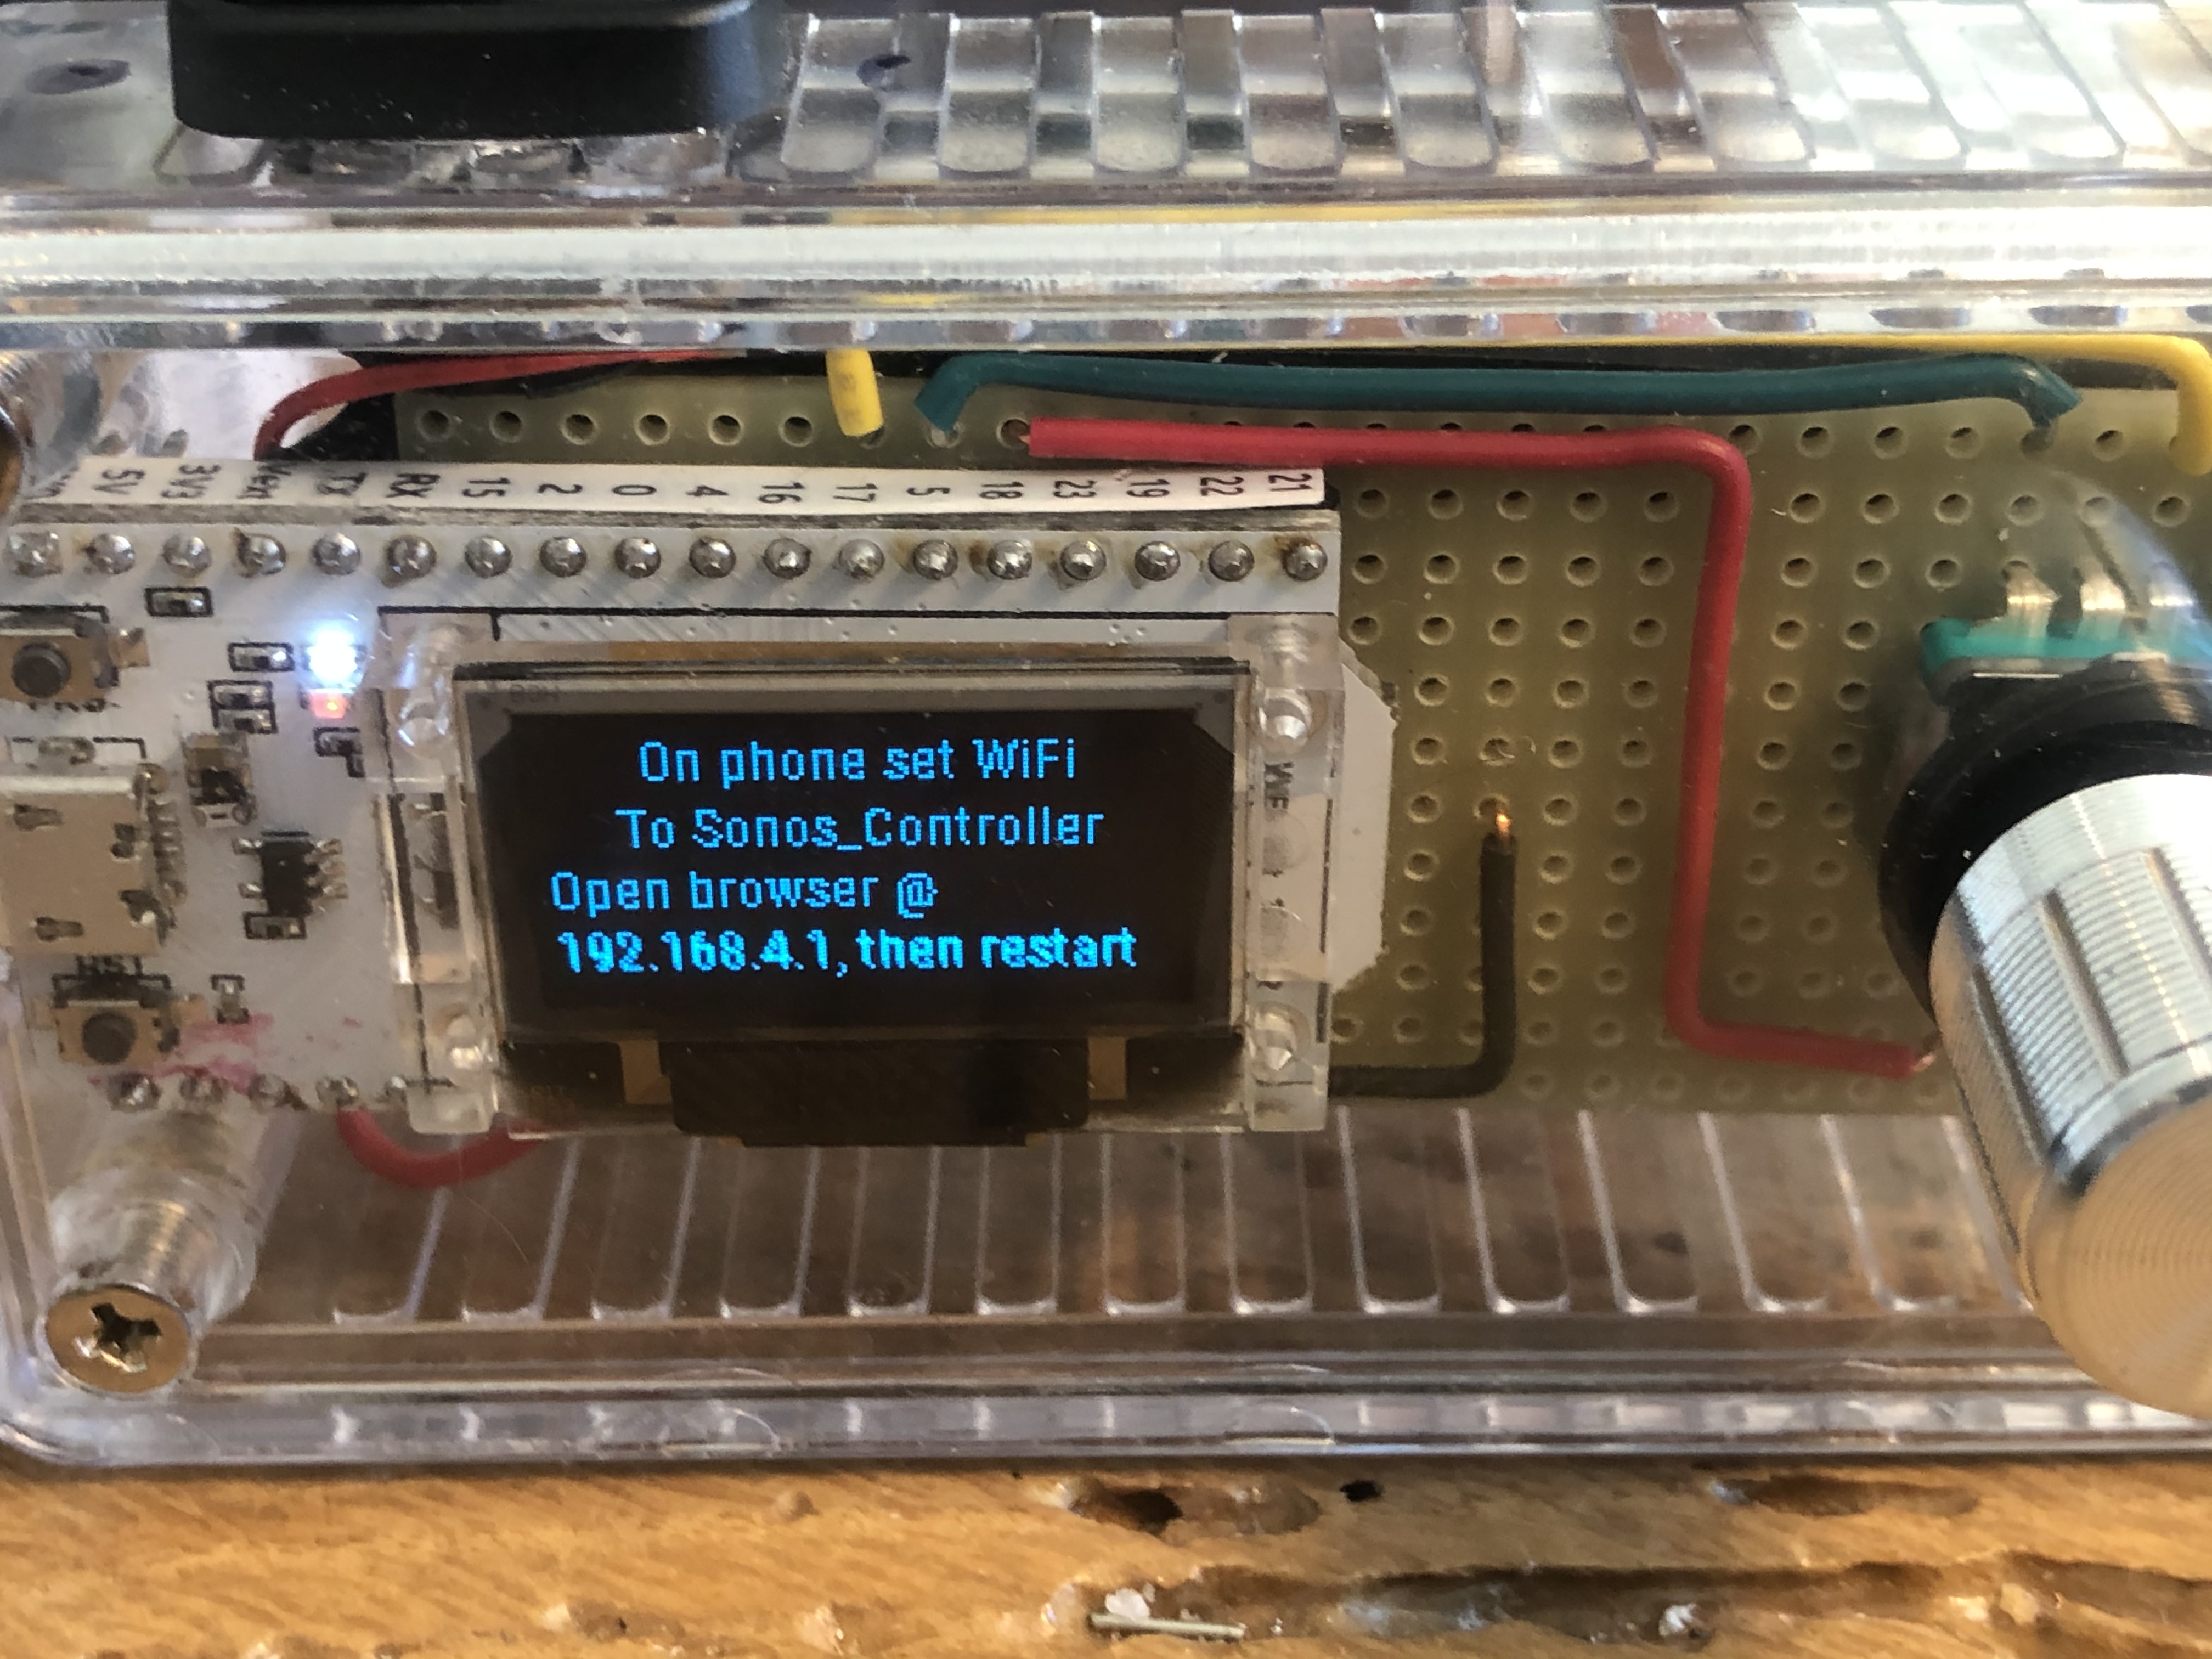 5V
3V3
Vext
TX
RX
15
2
0
4
16
17
5
18
23
19
22
21
On phone set WiFi
To Sonos_Controller
Open browser @
192.168.4.1, then restart
RST